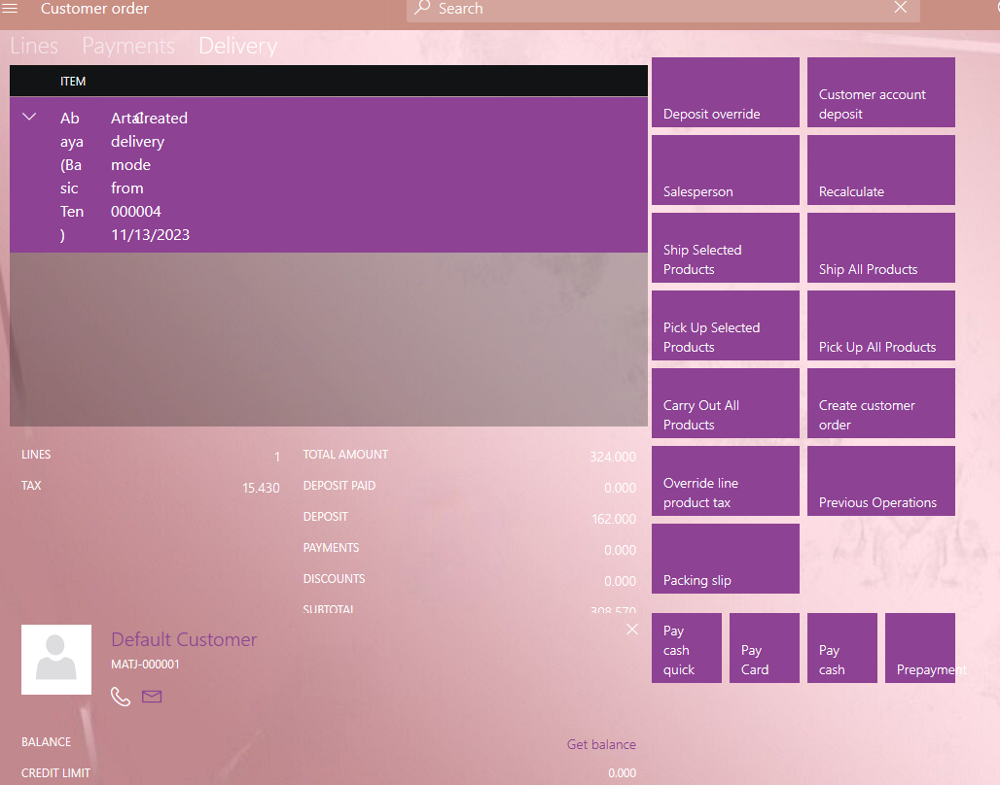 Customer order
Search
Lines Payments Delivery
ITEM
Ab
aya
(Ba
sic
Ten
)
Created
delivery
mode
from
000004
11/13/2023
LINES 1
TAX 15.430
TOTAL AMOUNT 324.000
DEPOSIT PAID 0.000
DEPOSIT 162.000
PAYMENTS 0.000
DISCOUNTS 0.000
SUBTOTAL 308.570
Default Customer
MATJ-000001
BALANCE Get balance
CREDIT LIMIT 0.000
Deposit override
Customer account
deposit
Salesperson
Recalculate
Ship Selected
Products
Ship All Products
Pick Up Selected
Products
Pick Up All Products
Carry Out All
Products
Create customer
order
Override line
product tax
Previous Operations
Packing slip
Pay
cash
quick
Pay
Card
Pay
cash
Prepayment